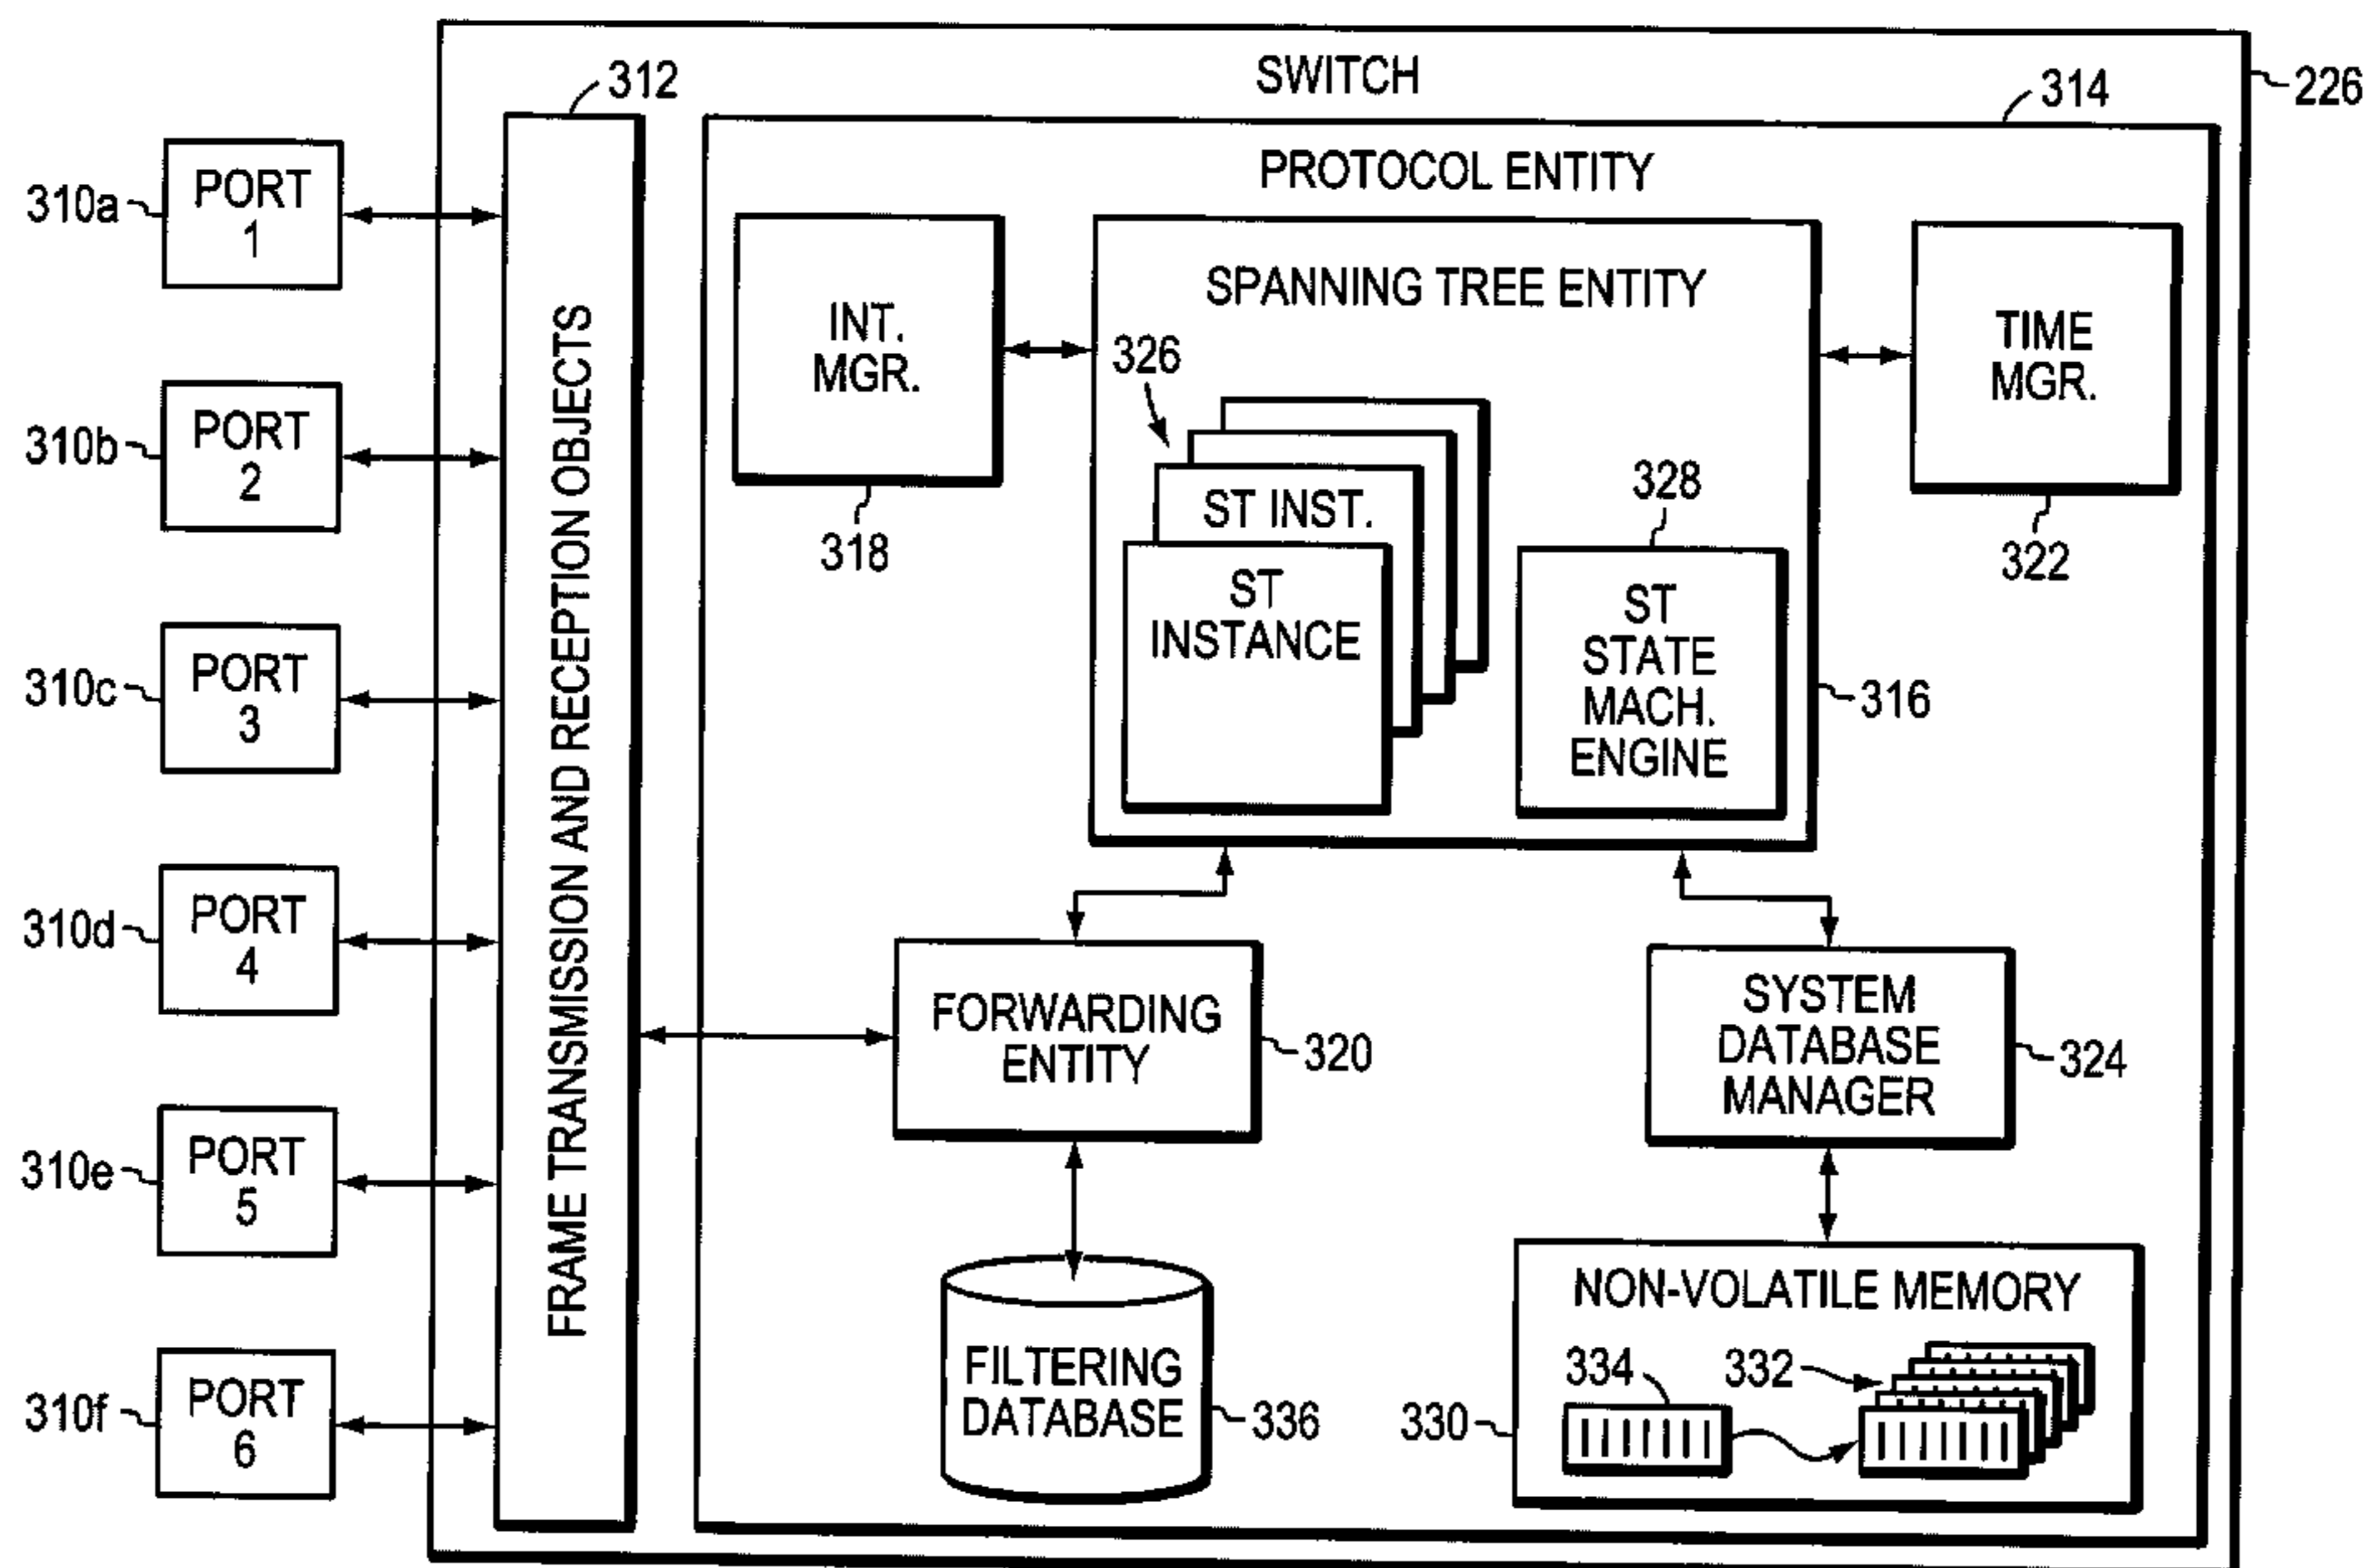 SWITCH
226
312
314
PROTOCOL ENTITY
310a
PORT
1
310b
PORT
2
310c
PORT
3
310d
PORT
4
310e
PORT
5
310f
PORT
6
FRAME TRANSMISSION AND RECEPTION OBJECTS
INT.
MGR.
318
SPANNING TREE ENTITY
326
ST INST.
ST
INSTANCE
328
ST
STATE
MACH.
ENGINE
316
TIME
MGR.
322
FORWARDING
ENTITY
320
SYSTEM
DATABASE
MANAGER
324
FILTERING
DATABASE
336
NON-VOLATILE MEMORY
334
332
330